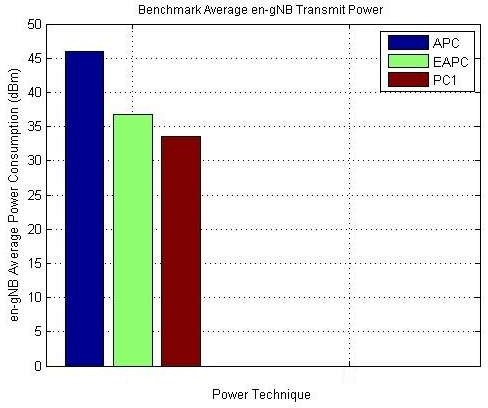 Benchmark Average en-gNB Transmit Power
en-gNB Average Power Consumption (dBm)
50
45
40
35
30
25
20
15
10
5
0
APC
EAPC
PC1
Power Technique